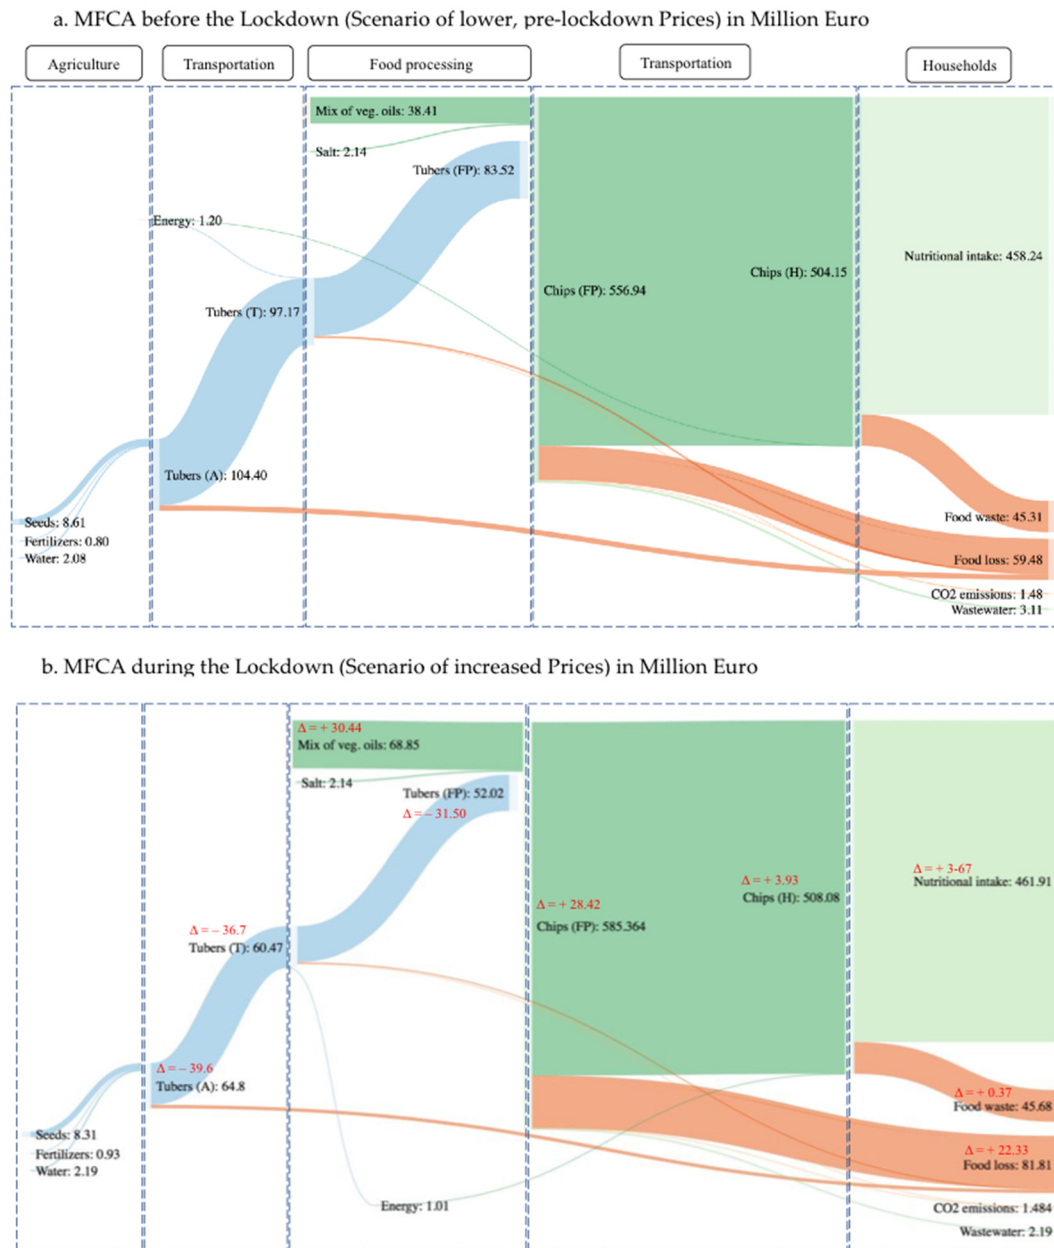 a. MFCA before the Lockdown (Scenario of lower, pre-lockdown Prices) in Million Euro
Agriculture
Transportation
Food processing
Transportation
Households
Mix of veg. oils: 38.41
Salt: 2.14
Tubers (FP): 83.52
Energy: 1.20
Nutritional intake: 458.24
Chips (H): 504.15
Chips (FP): 556.94
Tubers (T): 97.17
Tubers (A): 104.40
Seeds: 8.61
Fertilizers: 0.80
Water: 2.08
Food waste: 45.31
Food loss: 59.48
CO2 emissions: 1.48
Wastewater: 3.11
b. MFCA during the Lockdown (Scenario of increased Prices) in Million Euro
Δ = + 30.44
Mix of veg. oils: 68.85
Salt: 2.14
Tubers (FP): 52.02
Δ = – 31.50
Δ = + 3-67
Nutritional intake: 461.91
Δ = + 3.93
Chips (H): 508.08
Δ = + 28.42
Chips (FP): 585.364
Δ = – 36.7
Tubers (T): 60.47
Δ = – 39.6
Tubers (A): 64.8
Δ = + 0.37
Food waste: 45.68
Seeds: 8.31
Fertilizers: 0.93
Water: 2.19
Δ = + 22.33
Food loss: 81.81
Energy: 1.01
CO2 emissions: 1.484
Wastewater: 2.19